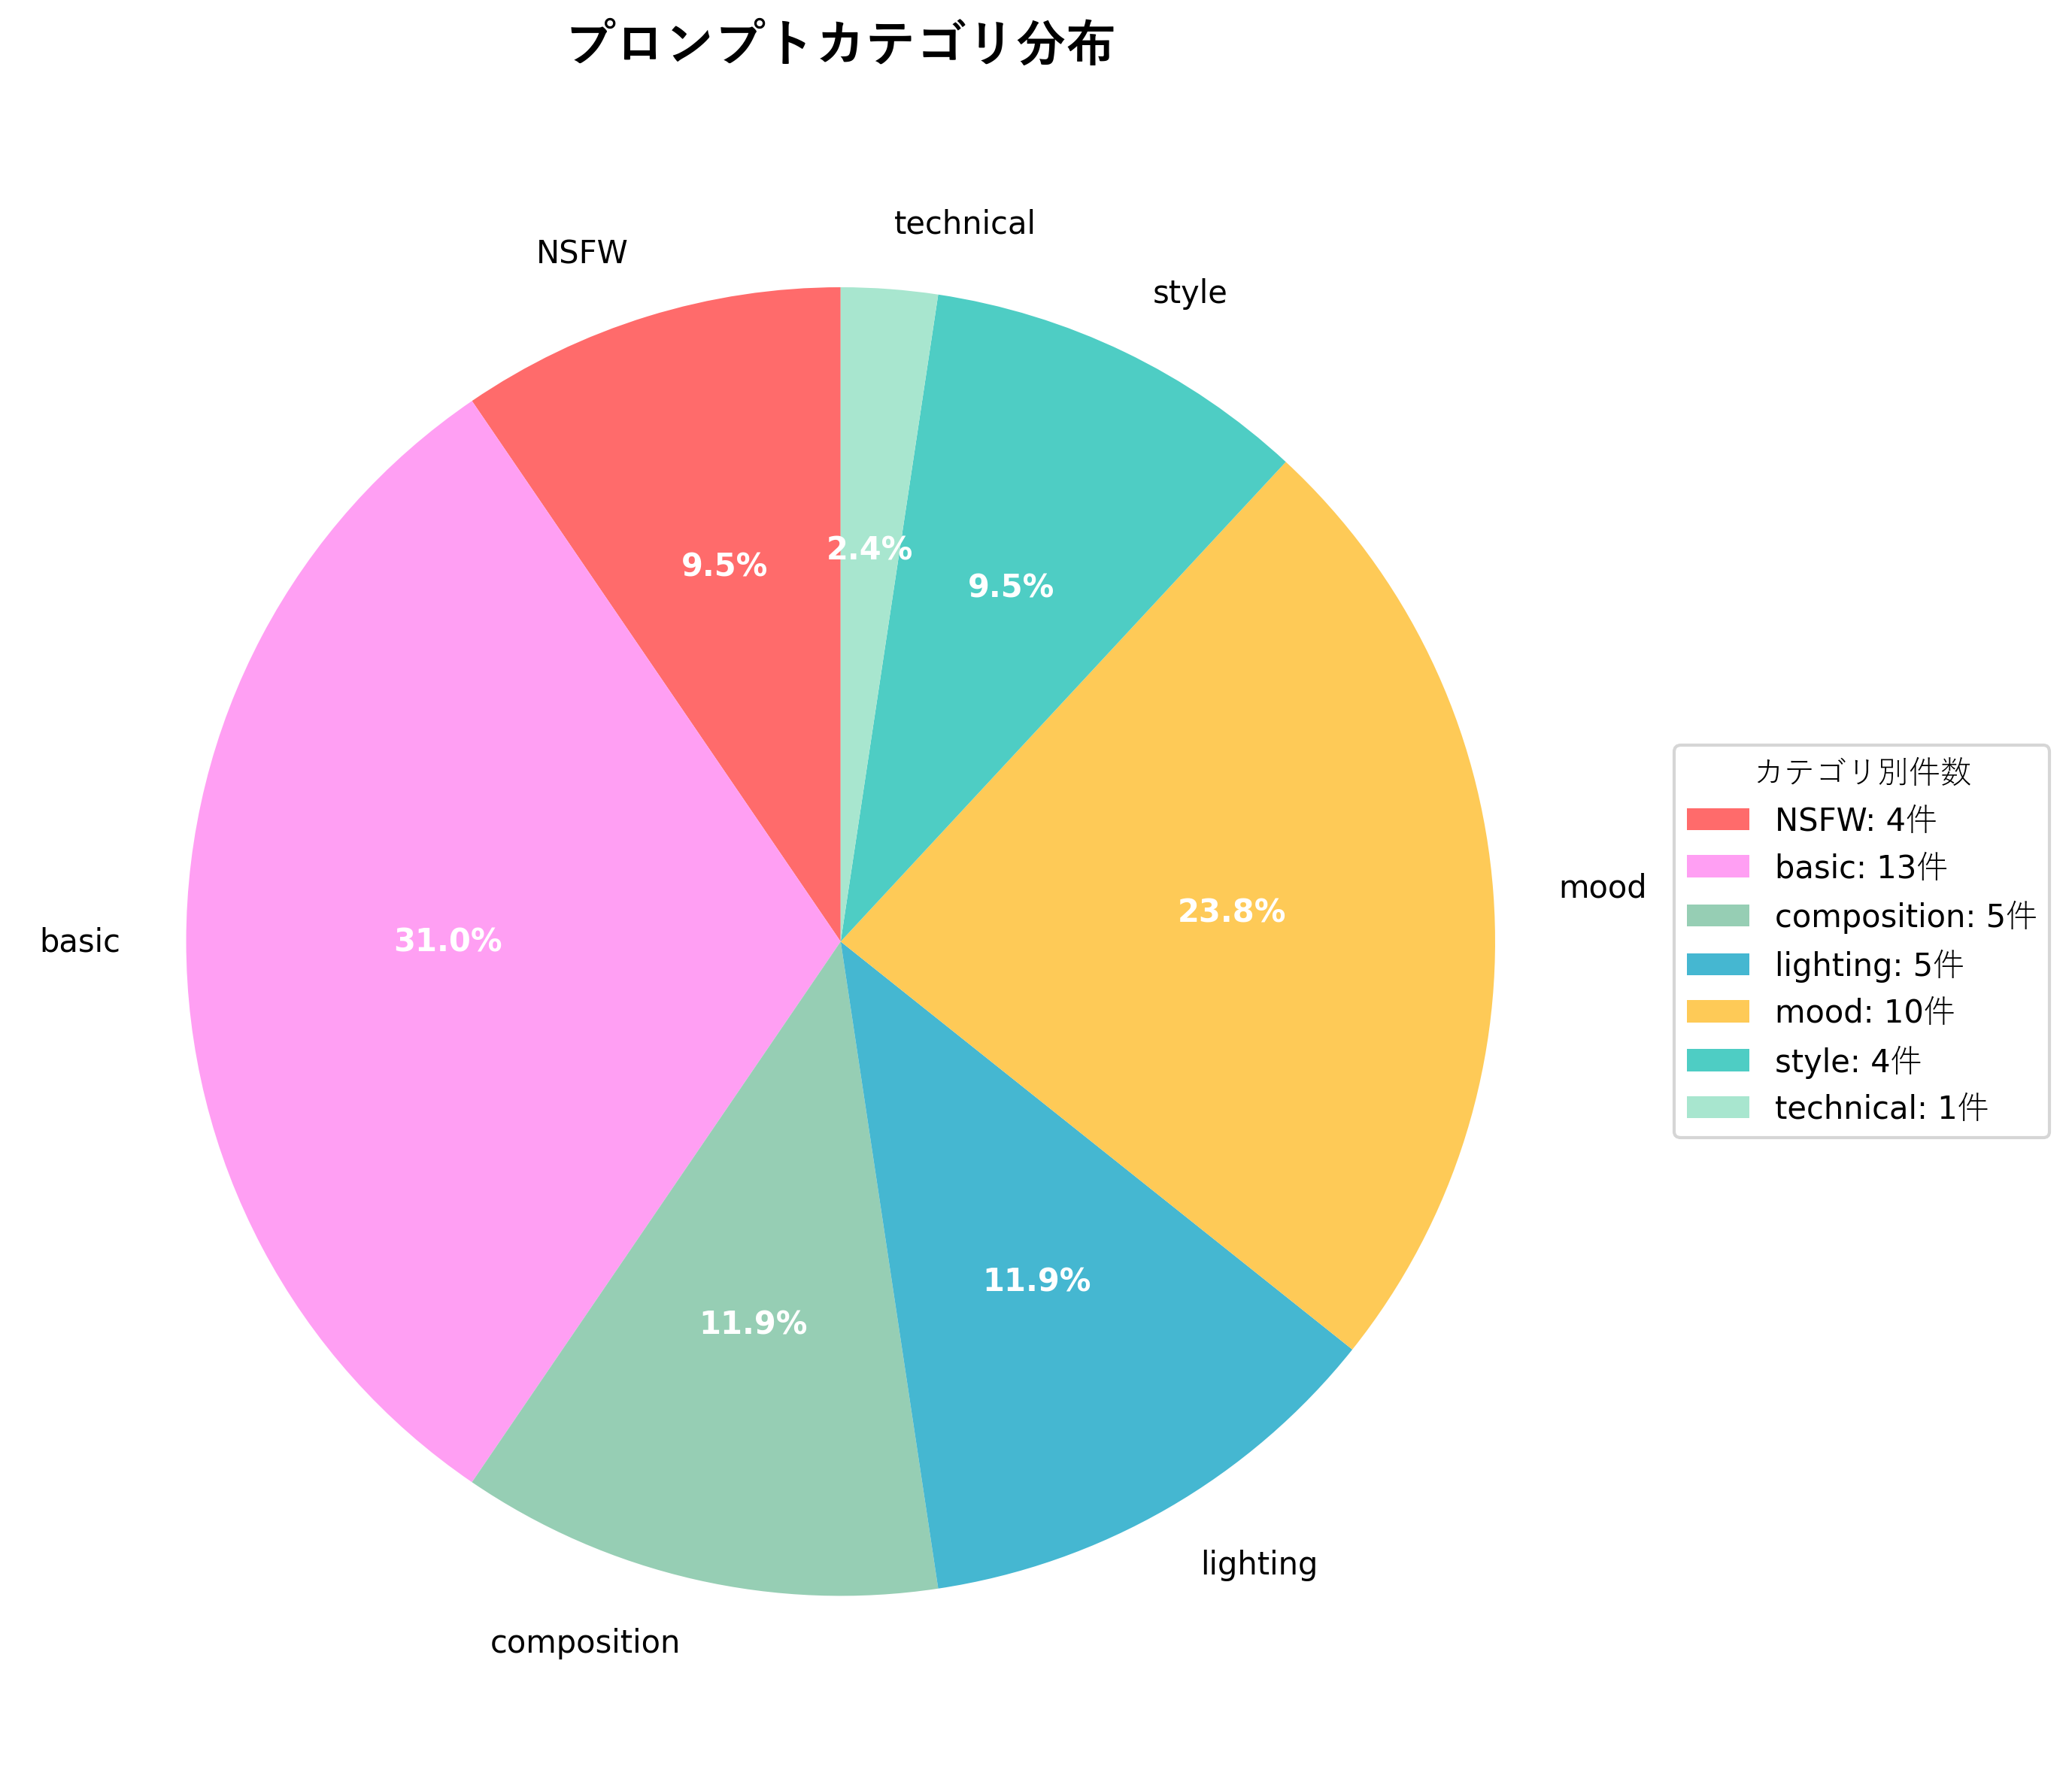 プロンプトカテゴリ分布
technical
NSFW
style
2.4%
9.5%
9.5%
mood
23.8%
basic
31.0%
11.9%
11.9%
lighting
composition
カテゴリ別件数
NSFW: 4件
basic: 13件
composition: 5件
lighting: 5件
mood: 10件
style: 4件
technical: 1件